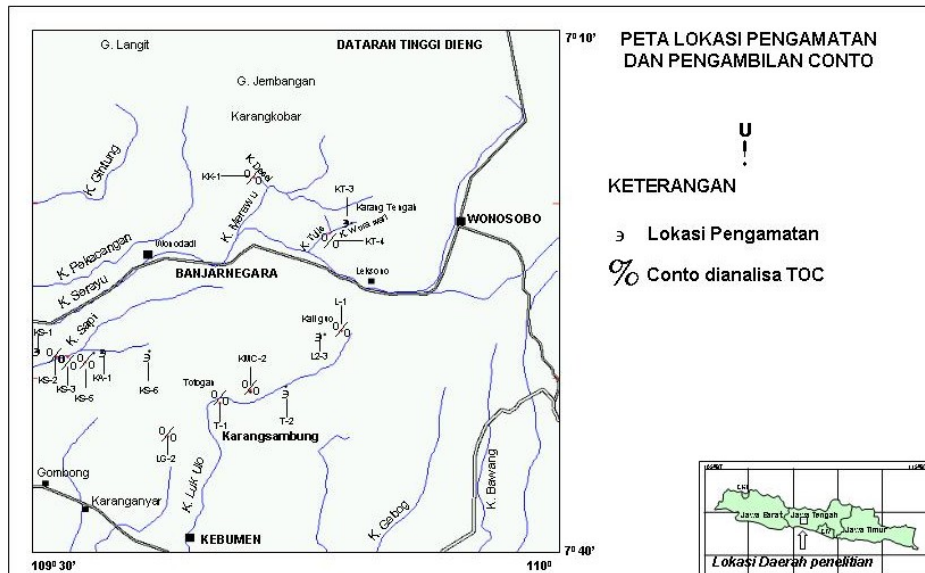 G. Langit
DATARAN TINGGI DIENG
7° 10'
PETA LOKASI PENGAMATAN
DAN PENGAMBILAN CONTO
G. Jembangan
Karangkobar
U
K. Gintung
KK-1
KT-3
KETERANGAN
Karang Tengah
K. Merawu
K. Tulis
KT-4
WONOSOBO
Lokasi Pengamatan
K. Pekacangan
Wonodadi
BANJARNEGARA
Leksono
% Conto dianalisa TOC
K. Serayu
L-1
Kaliguo
KS-1
K. Sapi
L2-3
KS-2
KS-3
KS-5
KA-1
KS-6
KMC-2
Totogan
T-1
T-2
Karangsambung
LG-2
Gombong
Karanganyar
K. Luk Ulo
K. Gebog
K. Bawang
KEBUMEN
7° 40'
109° 30'
110°
Jawa Barat
Jawa Tengah
Jawa Timur
Lokasi Daerah penelitian